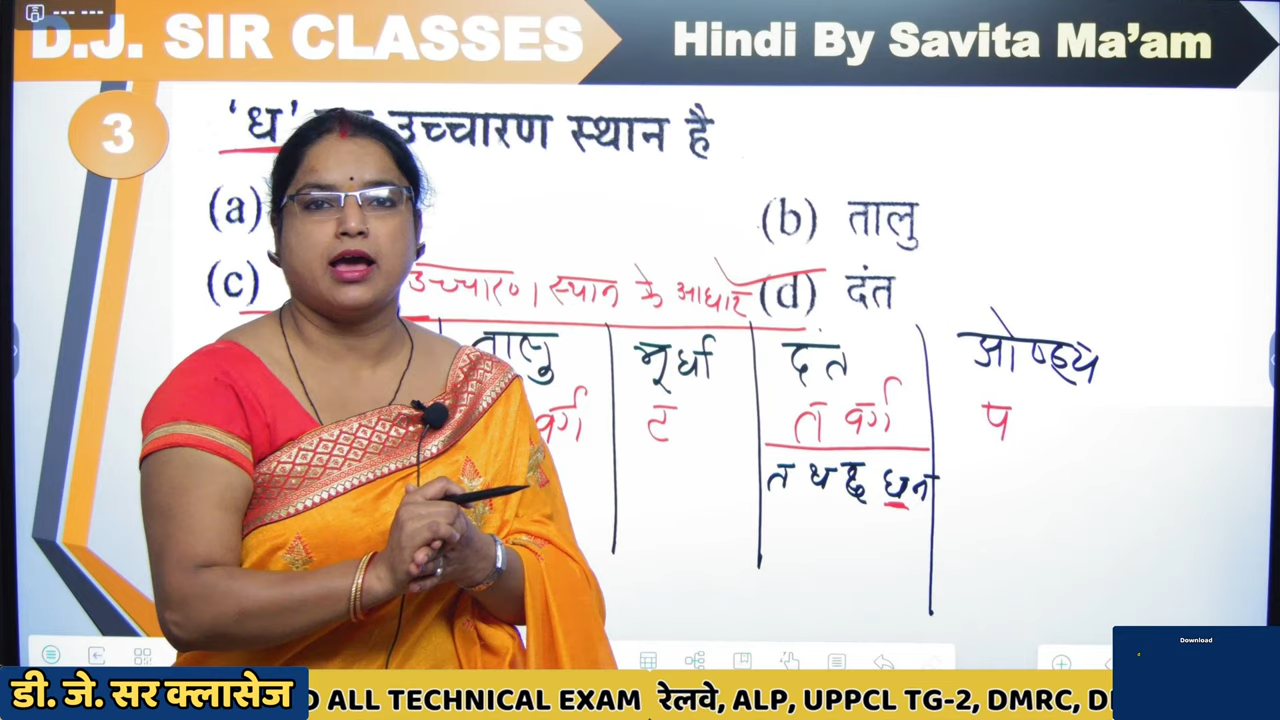 D.J. SIR CLASSES
Hindi By Savita Ma’am
3
‘ध’ उच्चारण स्थान है
(a)
(b) तालु
(c)
(d) दंत
उच्चारण स्थान के आधार
तालु मूर्धा दंत ओष्ठ्य
वर्ग ट त वर्ग प
त थ द ध न
डी. जे. सर क्लासेज
ALL TECHNICAL EXAM रेलवे, ALP, UPPCL TG-2, DMRC,
Download